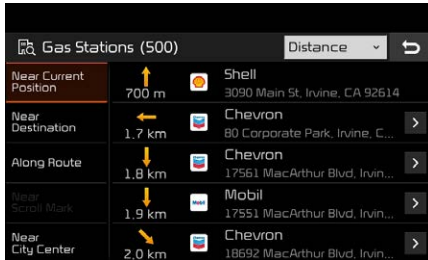 Gas Stations (500)
Distance
Near Current
Position
700 m
Shell
3090 Main St, Irvine, CA 92614
Near
Destination
1.7 km
Chevron
80 Corporate Park, Irvine, C...
Along Route
1.8 km
Chevron
17561 MacArthur Blvd, Irvin...
Near
Scroll Mark
1.9 km
Mobil
Mobil
17551 MacArthur Blvd, Irvin...
Near
City Center
2.0 km
Chevron
18692 MacArthur Blvd, Irvin...